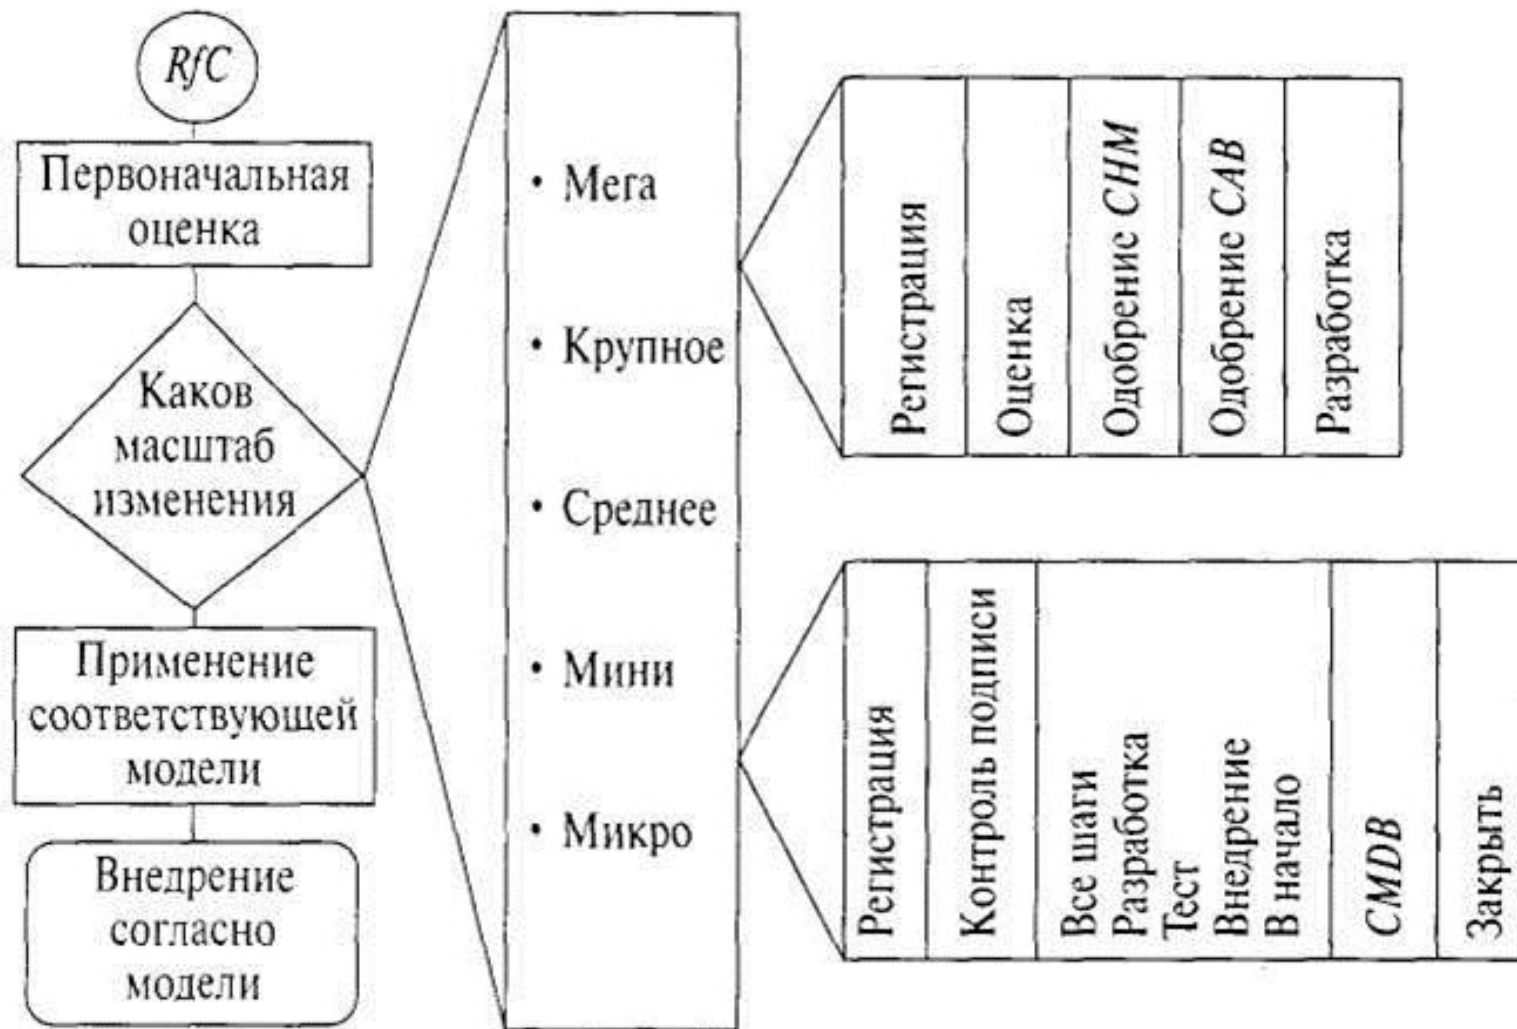 RfC
Первоначальная
оценка
Каков
масштаб
изменения
Применение
соответствующей
модели
Внедрение
согласно
модели
• Мега
• Крупное
• Среднее
• Мини
• Микро
Регистрация
Оценка
Одобрение CHM
Одобрение CAB
Разработка
Регистрация
Контроль подписи
Все шаги
Разработка
Тест
Внедрение
В начало
CMDB
Закрыть